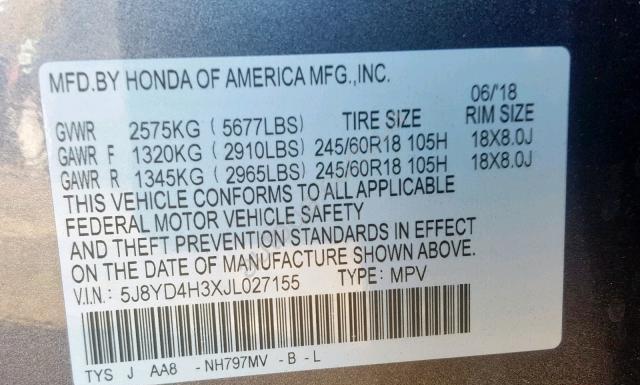 MFD.BY HONDA OF AMERICA MFG.,INC.
06/'18
TIRE SIZE RIM SIZE
GVWR 2575KG ( 5677LBS)
GAWR F 1320KG ( 2910LBS) 245/60R18 105H 18X8.0J
GAWR R 1345KG ( 2965LBS) 245/60R18 105H 18X8.0J
THIS VEHICLE CONFORMS TO ALL APPLICABLE
FEDERAL MOTOR VEHICLE SAFETY
AND THEFT PREVENTION STANDARDS IN EFFECT
ON THE DATE OF MANUFACTURE SHOWN ABOVE.
V.I.N.: 5J8YD4H3XJL027155 TYPE: MPV
TYS J AA8 -NH797MV -B -L